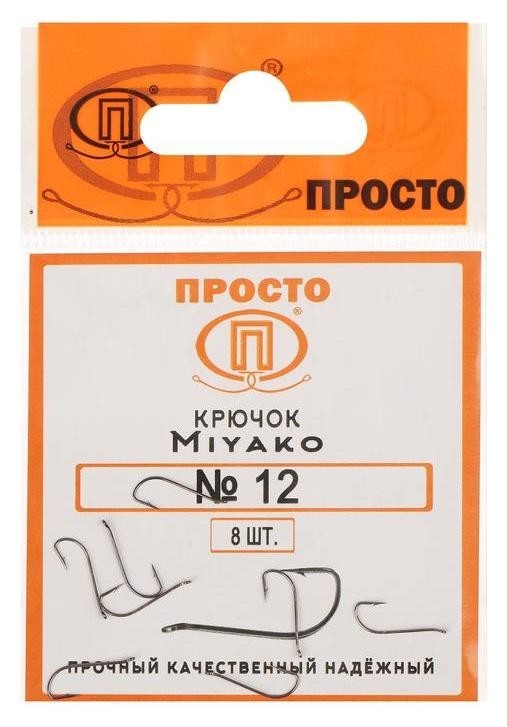 П
®
®
П
ПРОСТО
ПРОСТО
П
®
КРЮЧОК
MIYAKO
№ 12
8 ШТ.
ПРОЧНЫЙ КАЧЕСТВЕННЫЙ НАДЁЖНЫЙ